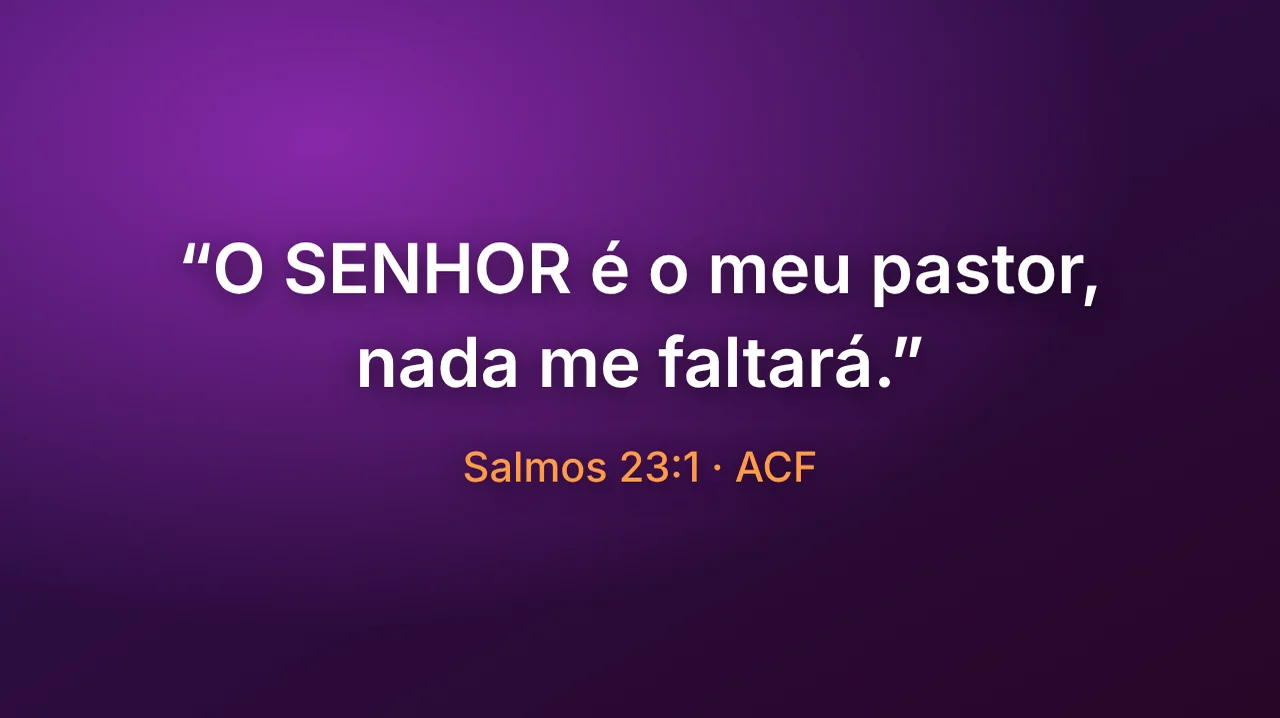 “O SENHOR é o meu pastor,
nada me faltará.”
Salmos 23:1 · ACF